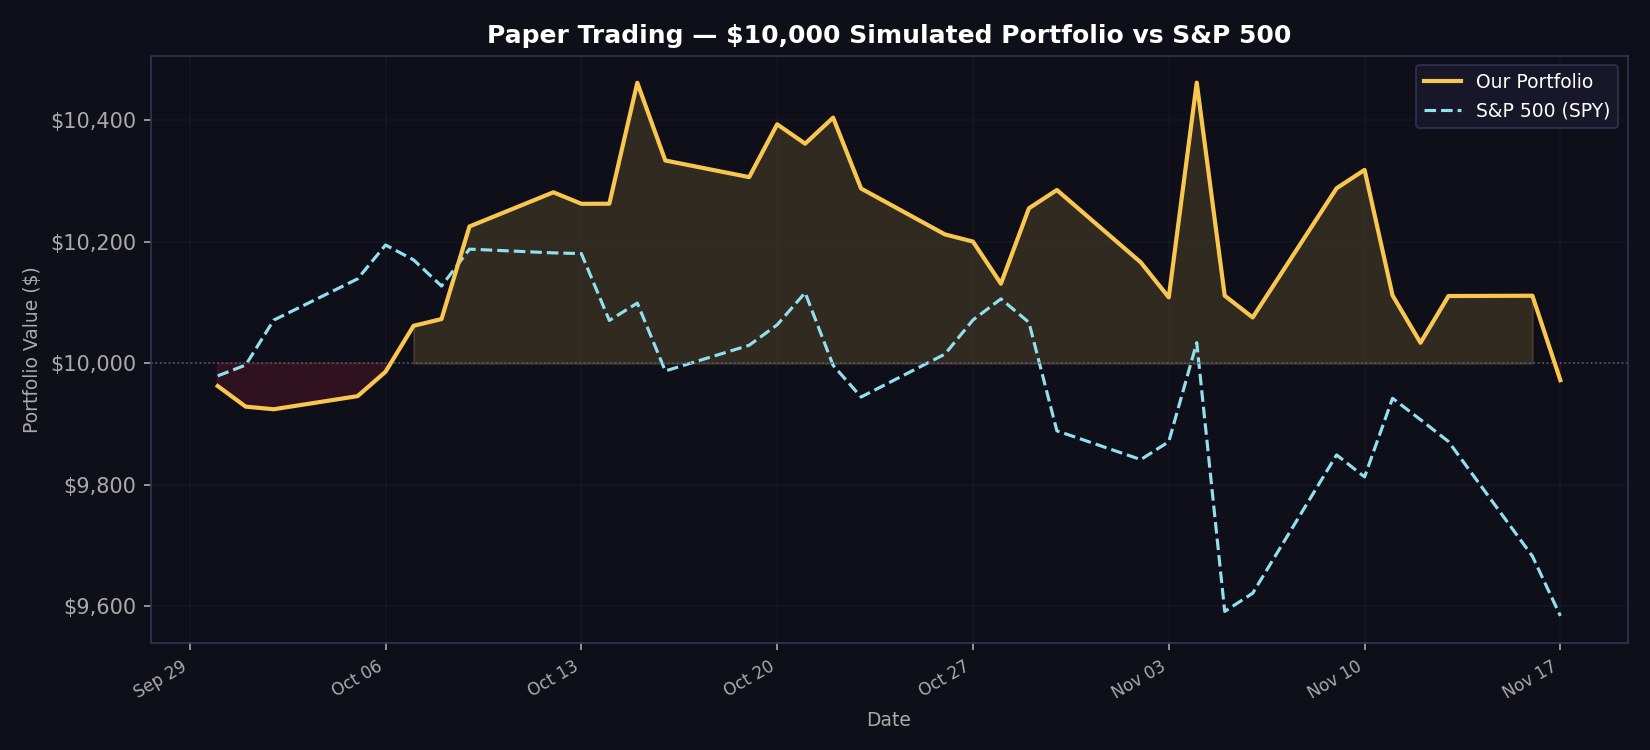 Paper Trading — $10,000 Simulated Portfolio vs S&P 500
Our Portfolio
S&P 500 (SPY)
$10,400
$10,200
$10,000
$9,800
$9,600
Portfolio Value ($)
Sep 29
Oct 06
Oct 13
Oct 20
Oct 27
Nov 03
Nov 10
Nov 17
Date